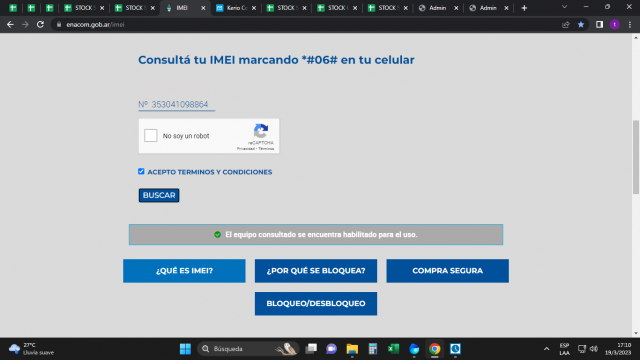 STOCK S
STOCK S
STOCK S
IMEI
Kerio Co
STOCK S
STOCK S
STOCK S
Admin
Admin
enacom.gob.ar/imei
Consultá tu IMEI marcando *#06# en tu celular
Nº 353041098864
No soy un robot
reCAPTCHA
Privacidad - Términos
ACEPTO TERMINOS Y CONDICIONES
BUSCAR
El equipo consultado se encuentra habilitado para el uso.
¿QUÉ ES IMEI?
¿POR QUÉ SE BLOQUEA?
COMPRA SEGURA
BLOQUEO/DESBLOQUEO
27°C
Lluvia suave
Búsqueda
ESP
LAA
17:10
19/3/2023